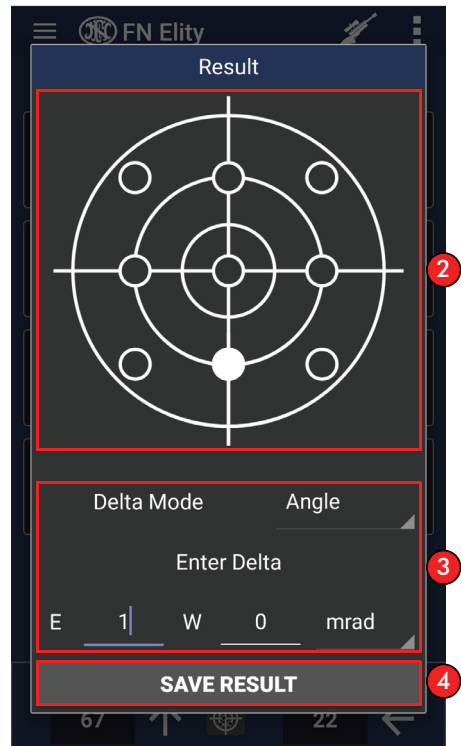 FN Elity
Result
2
Delta Mode Angle
Enter Delta
3
E 1 W 0 mrad
SAVE RESULT
4
67 22